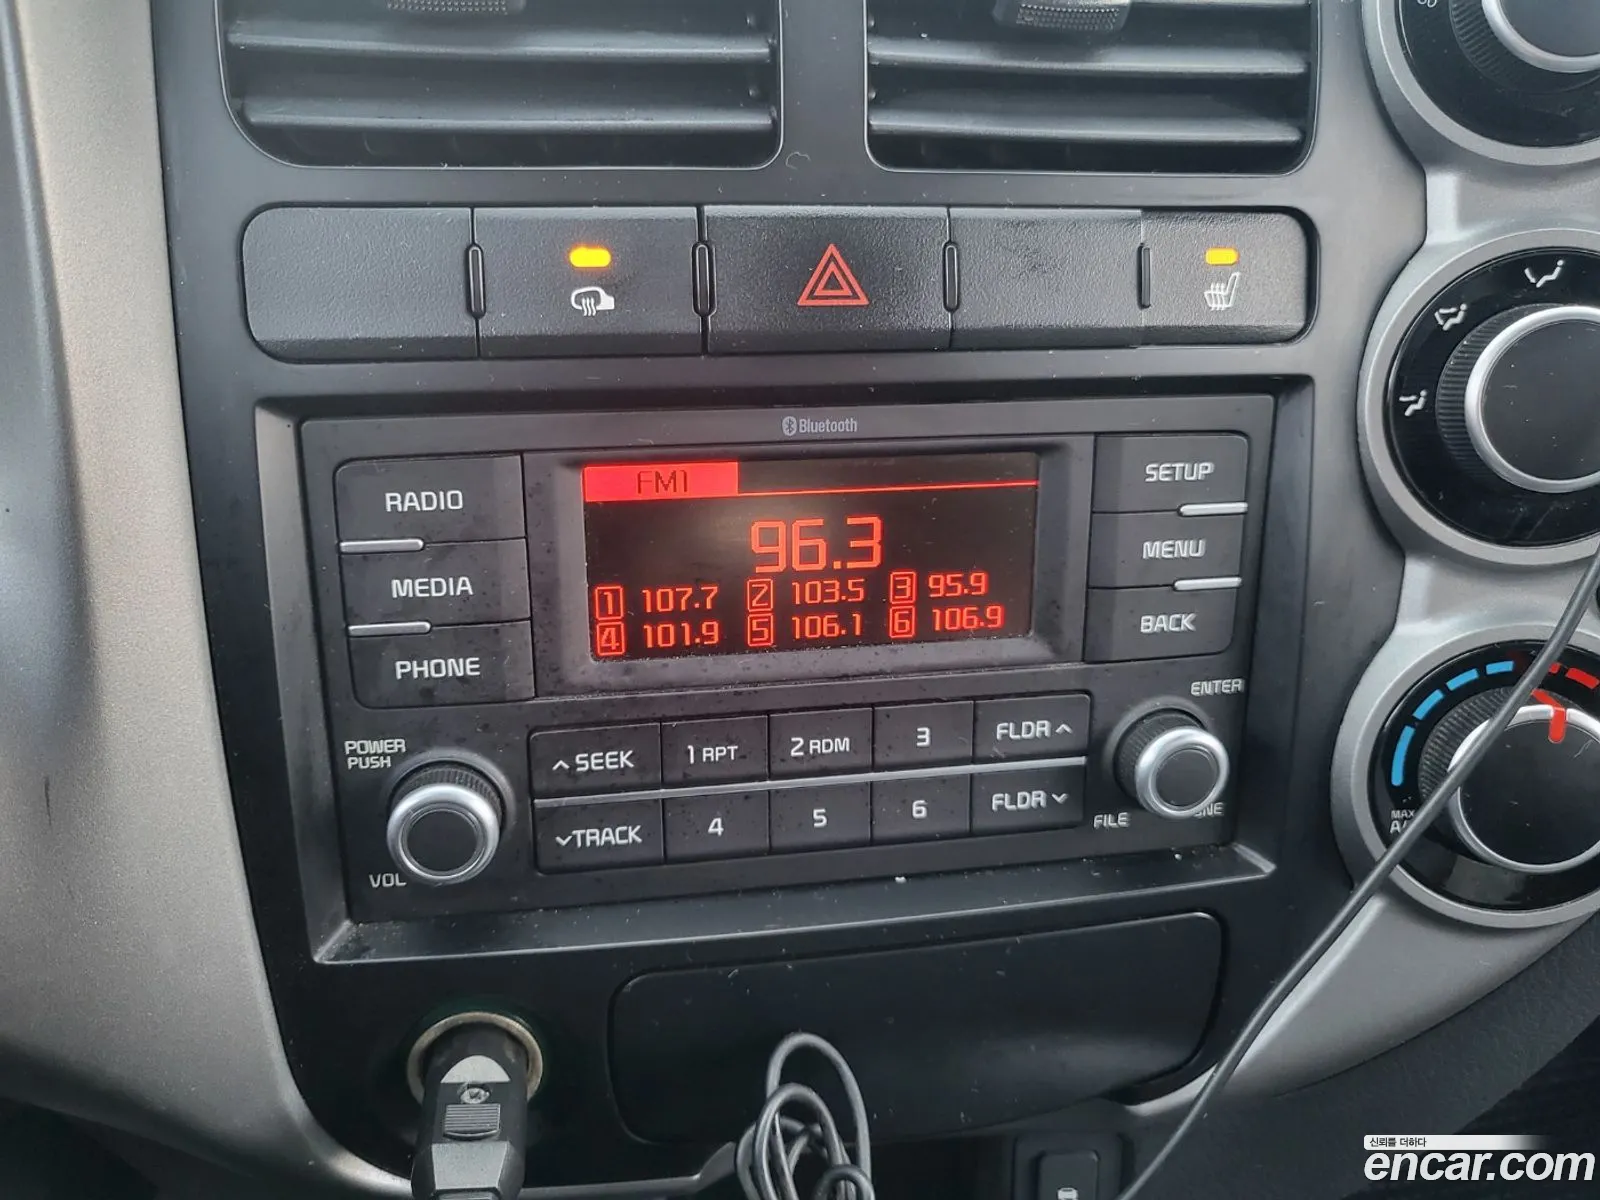 Bluetooth
RADIO
MEDIA
PHONE
FM1
96.3
1 107.7 2 103.5 3 95.9
4 101.9 5 106.1 6 106.9
SETUP
MENU
BACK
POWER
PUSH
VOL
∧ SEEK 1 RPT 2 RDM 3 FLDR ∧
∨ TRACK 4 5 6 FLDR ∨
ENTER
FILE
MAX
신뢰를 더하다
encar.com